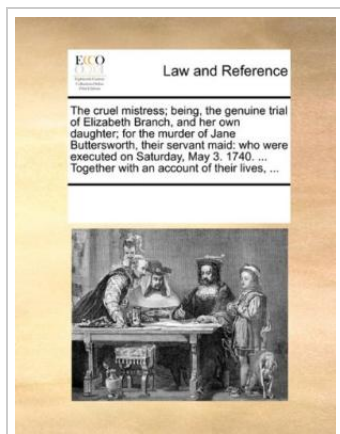 ECCO
Law and Reference
The cruel mistress; being, the genuine trial
of Elizabeth Branch, and her own
daughter; for the murder of Jane
Buttersworth, their servant maid: who were
executed on Saturday, May 3. 1740. ...
Together with an account of their lives, ...